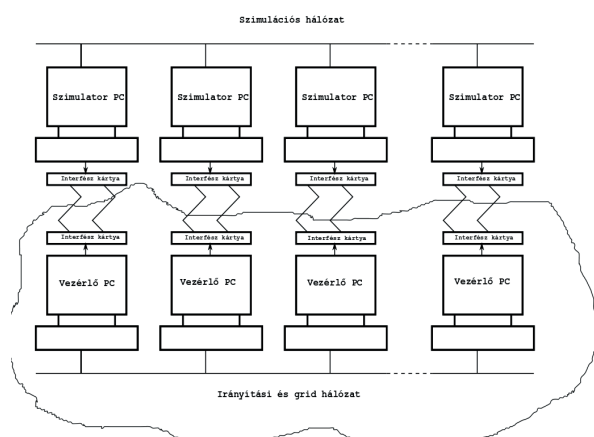 Szimulációs hálózat
Szimulator PC
Szimulator PC
Szimulator PC
Szimulator PC
Interfész kártya
Interfész kártya
Interfész kártya
Interfész kártya
Interfész kártya
Interfész kártya
Interfész kártya
Interfész kártya
Vezérlő PC
Vezérlő PC
Vezérlő PC
Vezérlő PC
Irányitási és grid hálózat